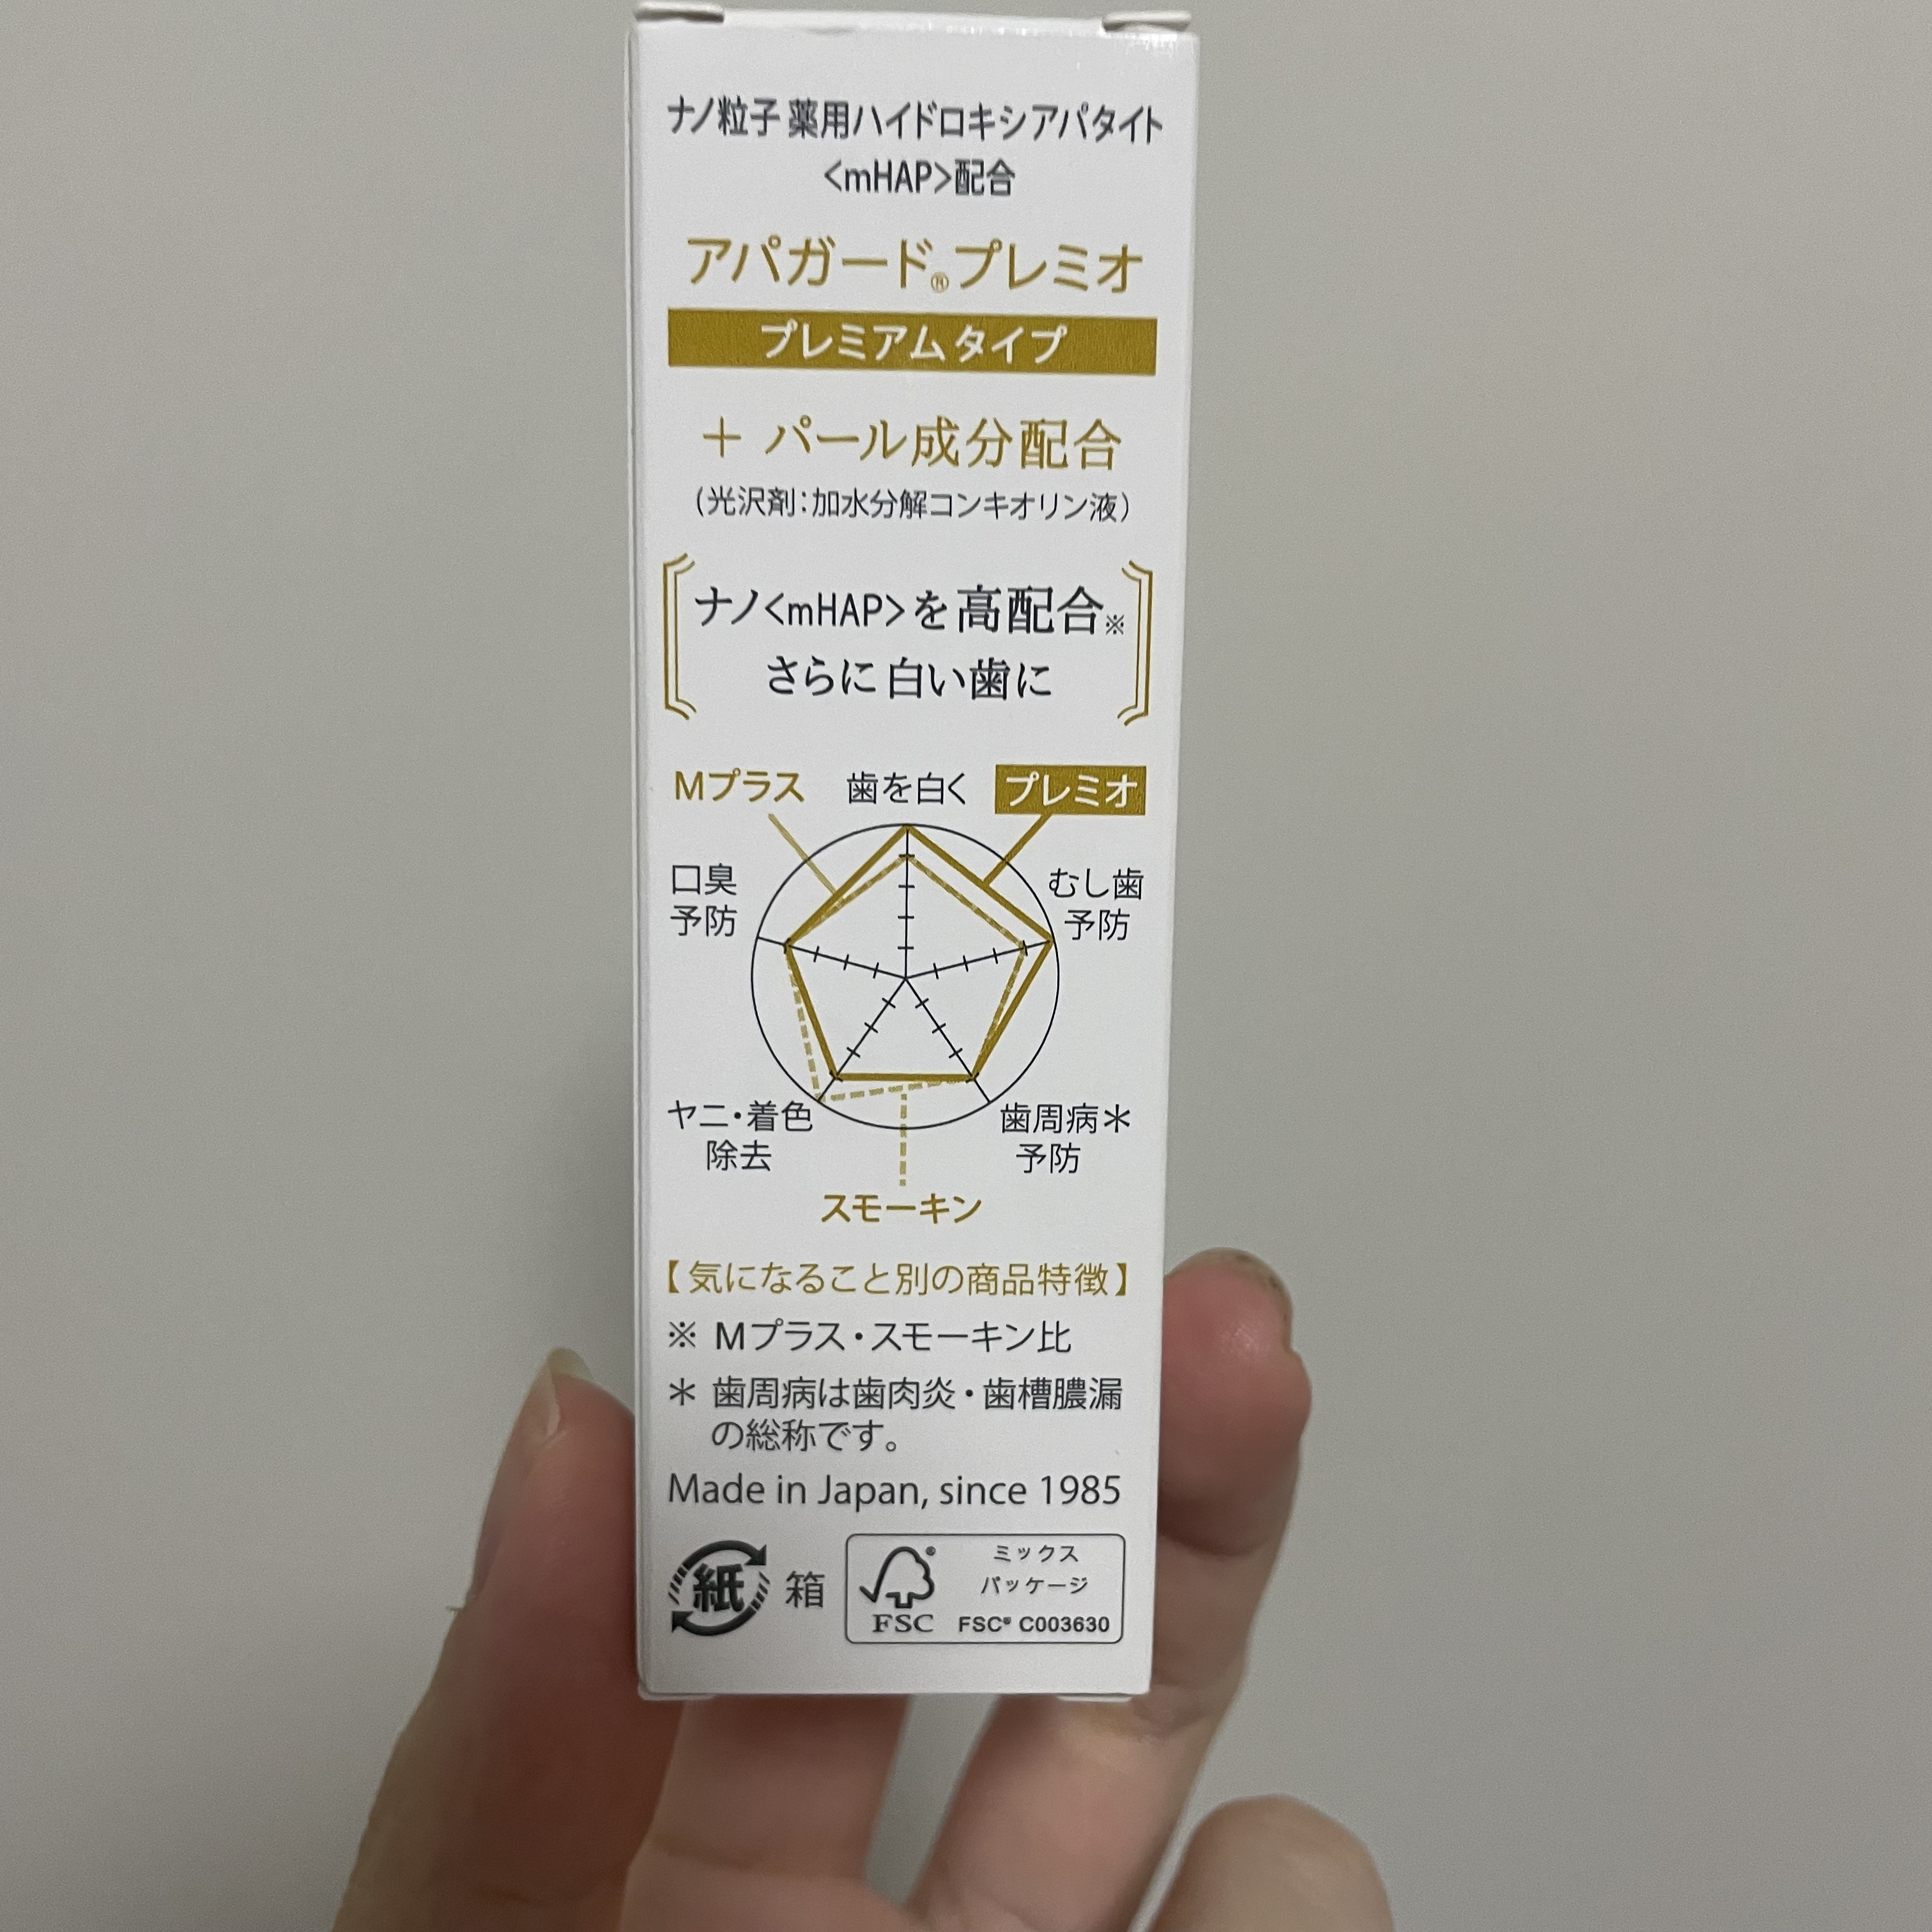 ナノ粒子 薬用ハイドロキシアパタイト
<mHAP>配合
アパガード®プレミオ
プレミアムタイプ
＋ パール成分配合
（光沢剤：加水分解コンキオリン液）
ナノ<mHAP>を高配合※
さらに白い歯に
Mプラス 歯を白く プレミオ
口臭
予防
むし歯
予防
ヤニ・着色
除去
歯周病＊
予防
スモーキン
【気になること別の商品特徴】
※ Mプラス・スモーキン比
＊ 歯周病は歯肉炎・歯槽膿漏
の総称です。
Made in Japan, since 1985
紙 箱
FSC®
ミックス
パッケージ
FSC® C003630